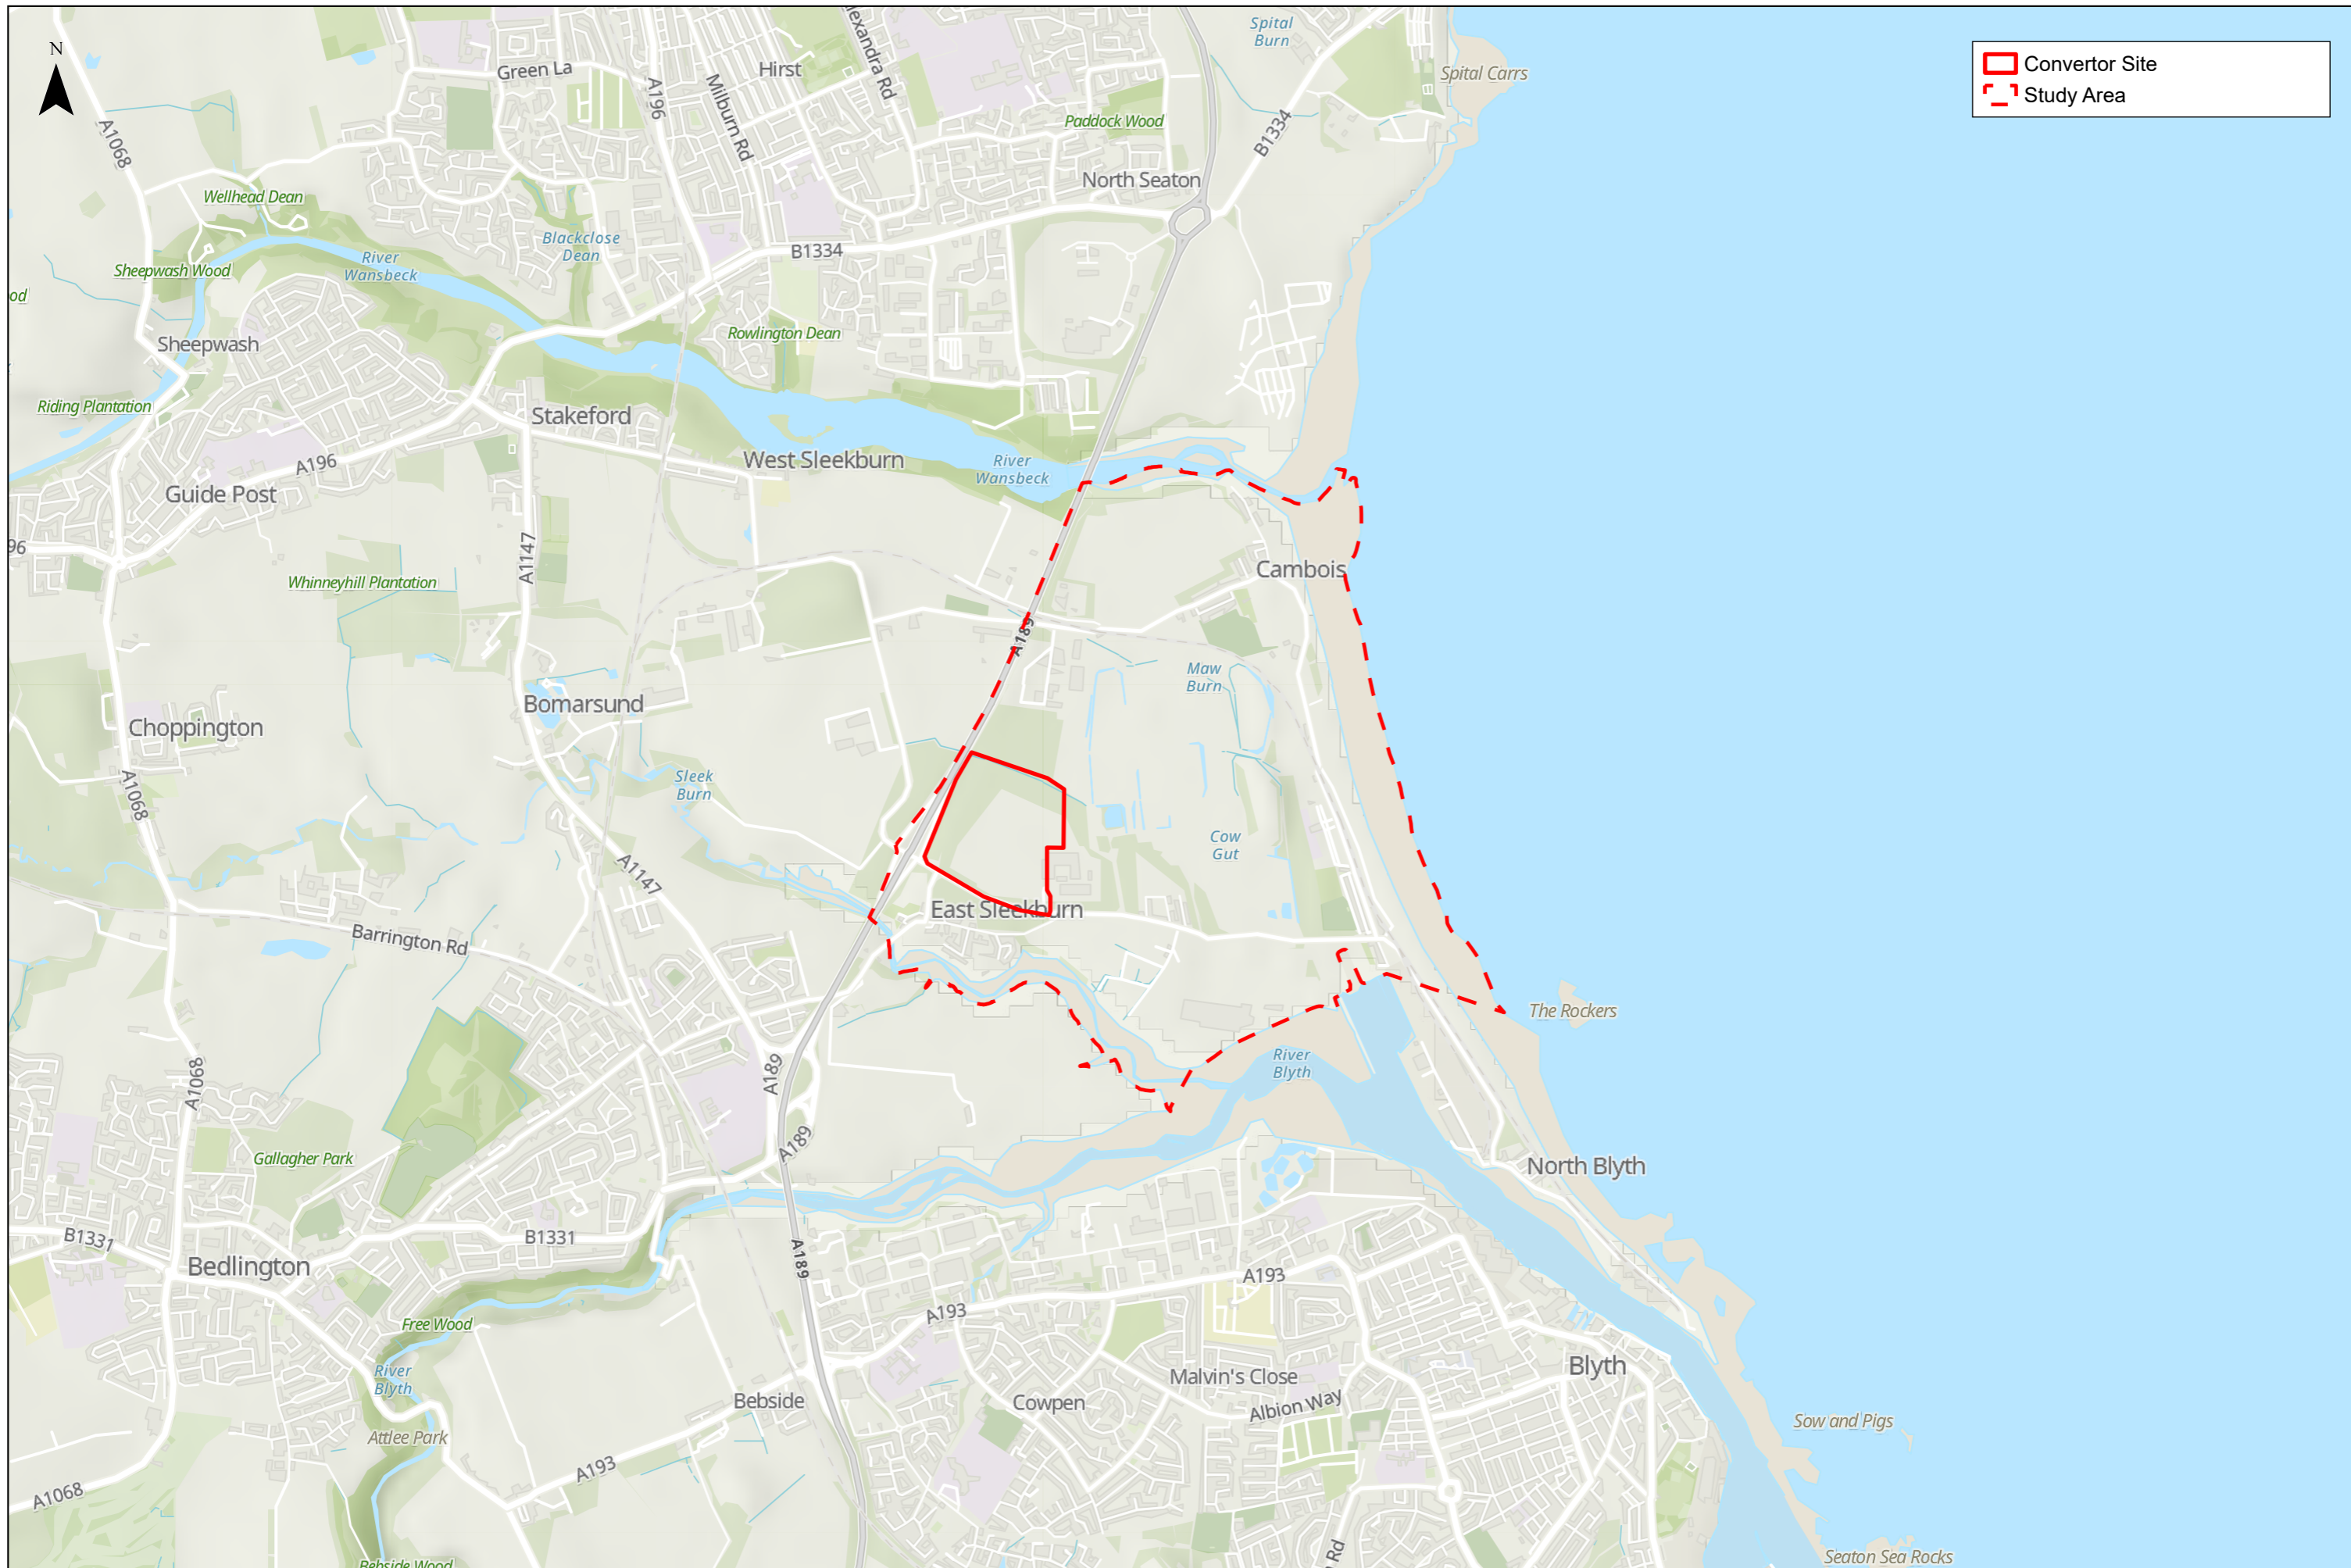 N
Convertor Site
Study Area
Spital
Burn
Spital Carrs
Green La
Hirst
A196
Milburn Rd
Paddock Wood
B1334
A1068
North Seaton
Wellhead Dean
Blackclose
Dean
River
Wansbeck
Sheepwash Wood
B1334
od
Rowlington Dean
Sheepwash
Riding Plantation
Stakeford
West Sleekburn
River
Wansbeck
A196
Guide Post
96
A1147
Cambois
Whinneyhill Plantation
A189
Maw
Burn
Bomarsund
Choppington
Sleek
Burn
A1068
Cow
Gut
A1147
East Sleekburn
Barrington Rd
The Rockers
River
Blyth
A189
A1068
A189
Gallagher Park
North Blyth
B1331
B1331
A189
Bedlington
A193
A193
Free Wood
River
Blyth
Blyth
Malvin's Close
Bebside
Cowpen
Albion Way
Sow and Pigs
Attlee Park
A193
A1068
Rd
Seaton Sea Rocks
Bebside Wood